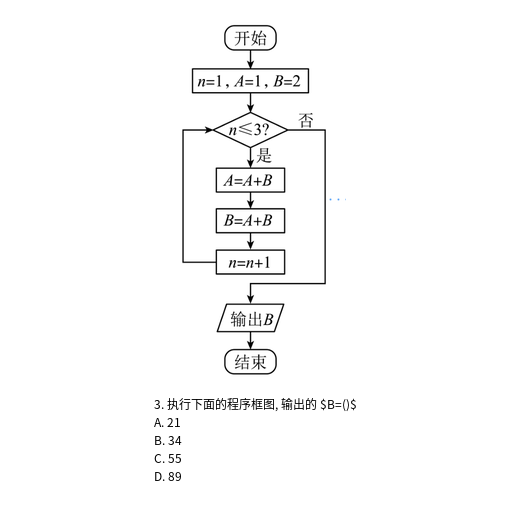 开始
n=1, A=1, B=2
n≤3?
否
是
A=A+B
B=A+B
n=n+1
输出B
结束
3. 执行下面的程序框图, 输出的 $B=()$
A. 21
B. 34
C. 55
D. 89